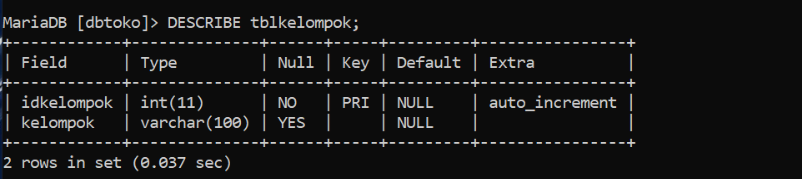 MariaDB [dbtoko]> DESCRIBE tblkelompok;
+------------+--------------+------+-----+---------+----------------+
| Field      | Type         | Null | Key | Default | Extra          |
+------------+--------------+------+-----+---------+----------------+
| idkelompok | int(11)      | NO   | PRI | NULL    | auto_increment |
| kelompok   | varchar(100) | YES  |     | NULL    |                |
+------------+--------------+------+-----+---------+----------------+
2 rows in set (0.037 sec)